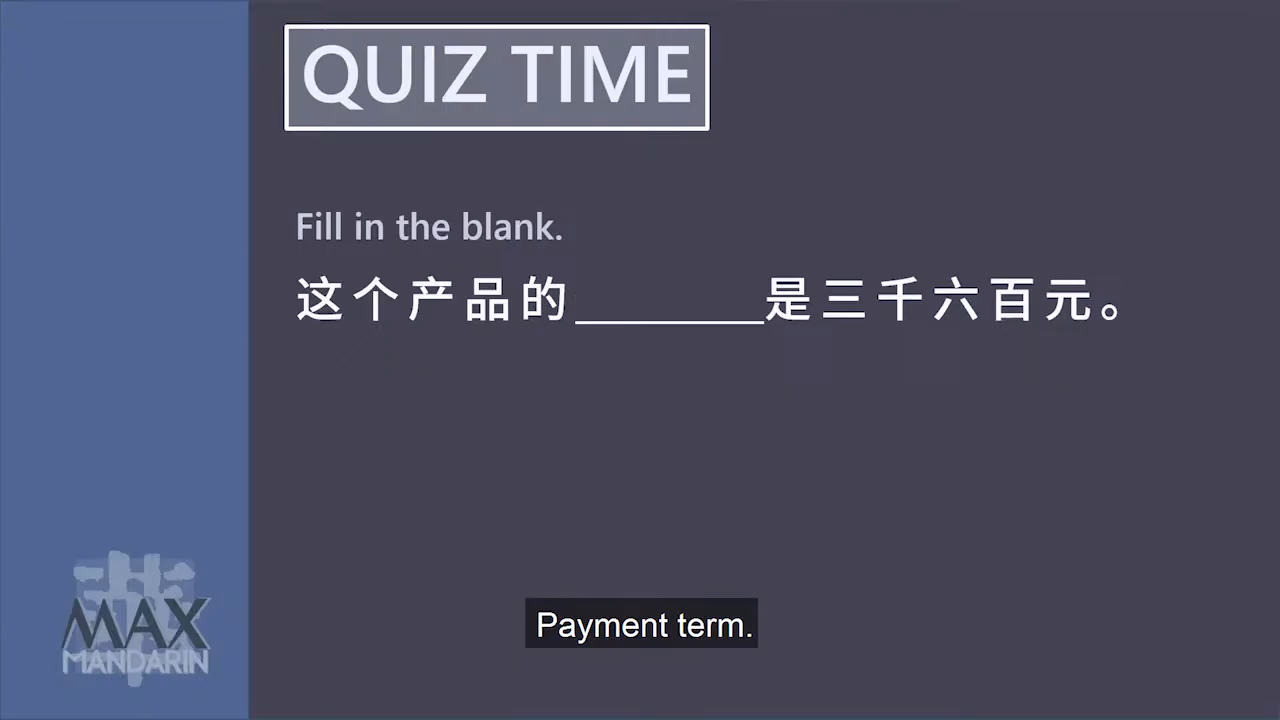 QUIZ TIME
Fill in the blank.
这个产品的________是三千六百元。
Payment term.
MAX
MANDARIN